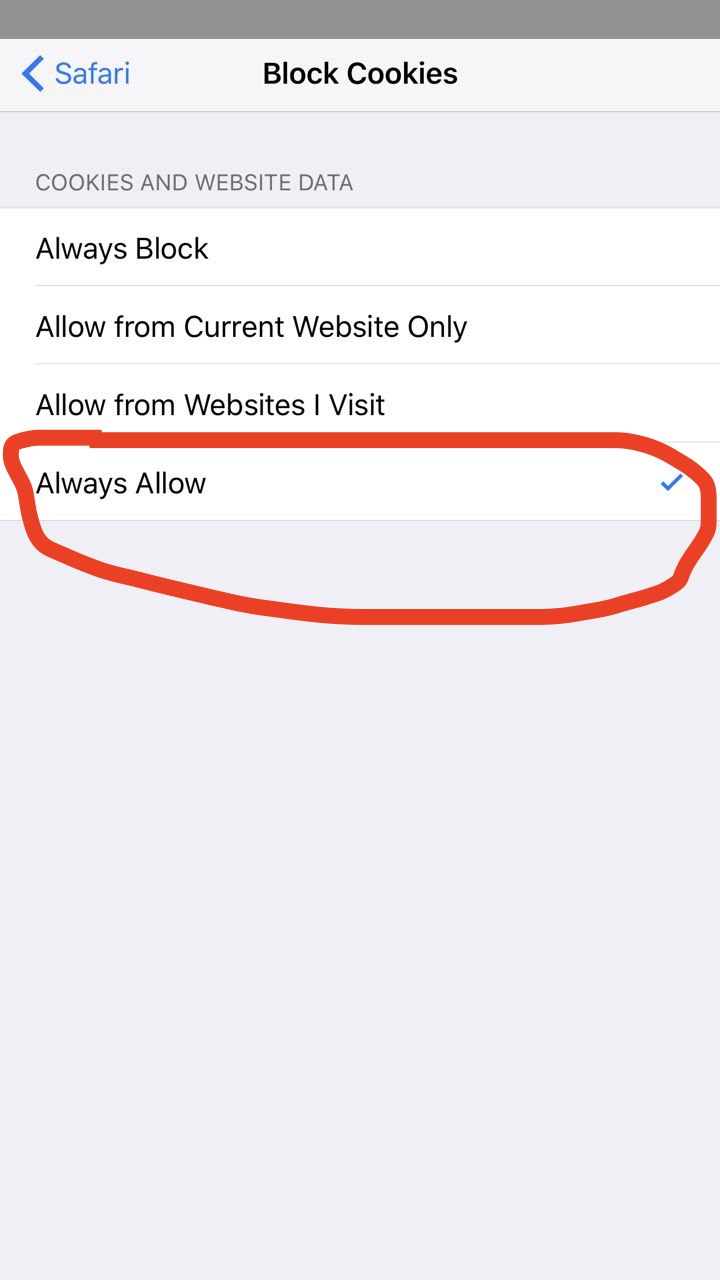 Safari
Block Cookies
COOKIES AND WEBSITE DATA
Always Block
Allow from Current Website Only
Allow from Websites I Visit
Always Allow